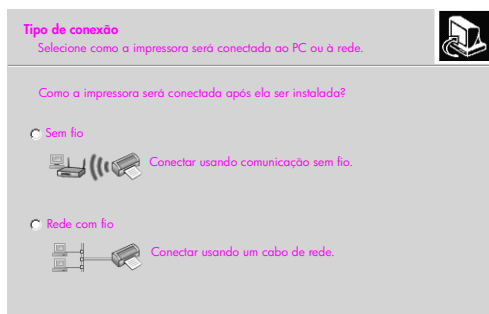 Tipo de conexão
Selecione como a impressora será conectada ao PC ou à rede.
Como a impressora será conectada após ela ser instalada?
Sem fio
Conectar usando comunicação sem fio.
Rede com fio
Conectar usando um cabo de rede.